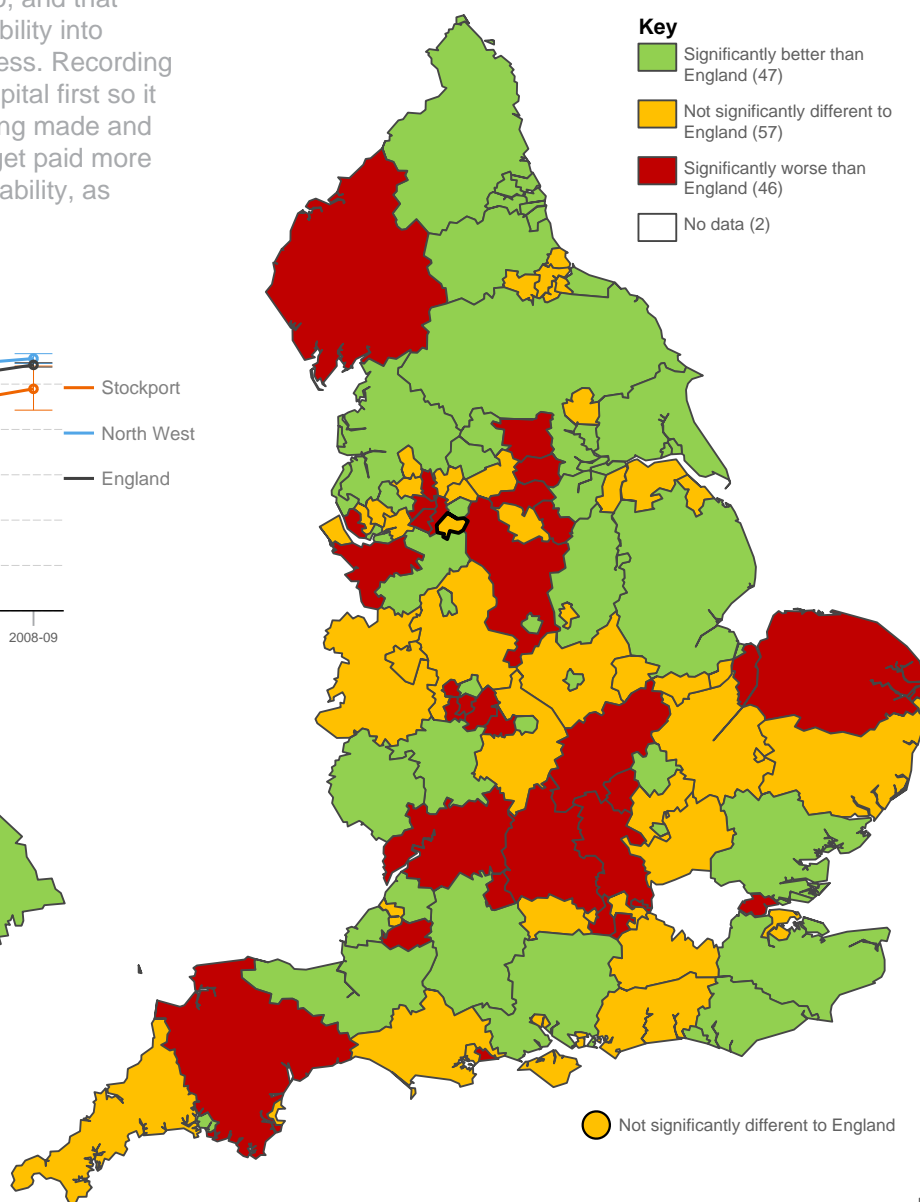 bility into
ess. Recording
pital first so it
ng made and
get paid more
ability, as
Key
Significantly better than
England (47)
Not significantly different to
England (57)
Significantly worse than
England (46)
No data (2)
Stockport
North West
England
2008-09
Not significantly different to England